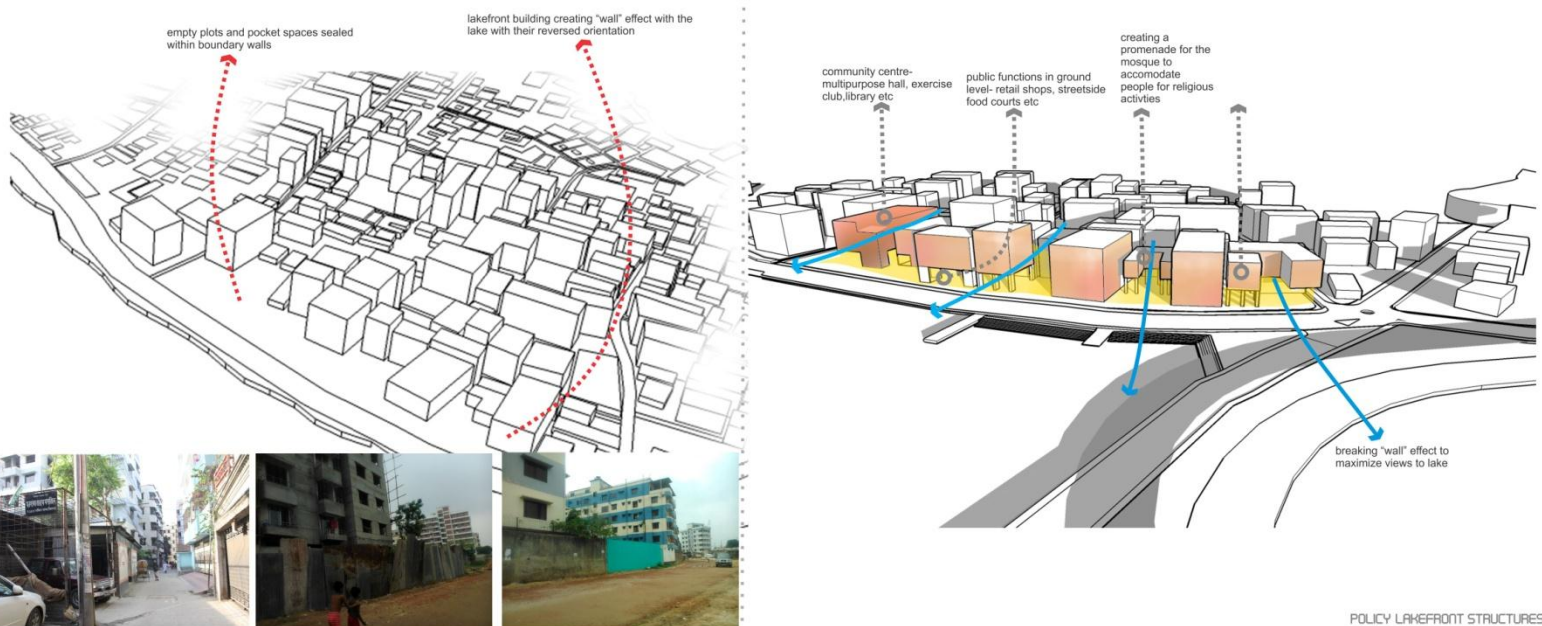 empty plots and pocket spaces sealed
within boundary walls
lakefront building creating “wall” effect with the
lake with their reversed orientation
community centre-
multipurpose hall, exercise
club,library etc
public functions in ground
level- retail shops, streetside
food courts etc
creating a
promenade for the
mosque to
accomodate
people for religious
activties
breaking “wall” effect to
maximize views to lake
POLICY LAKEFRONT STRUCTURES